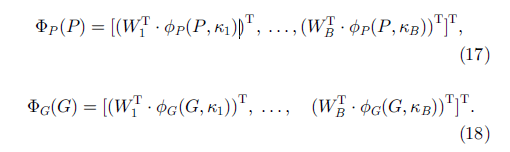 Φ_P(P) = [(W_1^T · ϕ_P(P, κ_1))^T, …, (W_B^T · ϕ_P(P, κ_B))^T]^T,
(17)
Φ_G(G) = [(W_1^T · ϕ_G(G, κ_1))^T, …, (W_B^T · ϕ_G(G, κ_B))^T]^T.
(18)